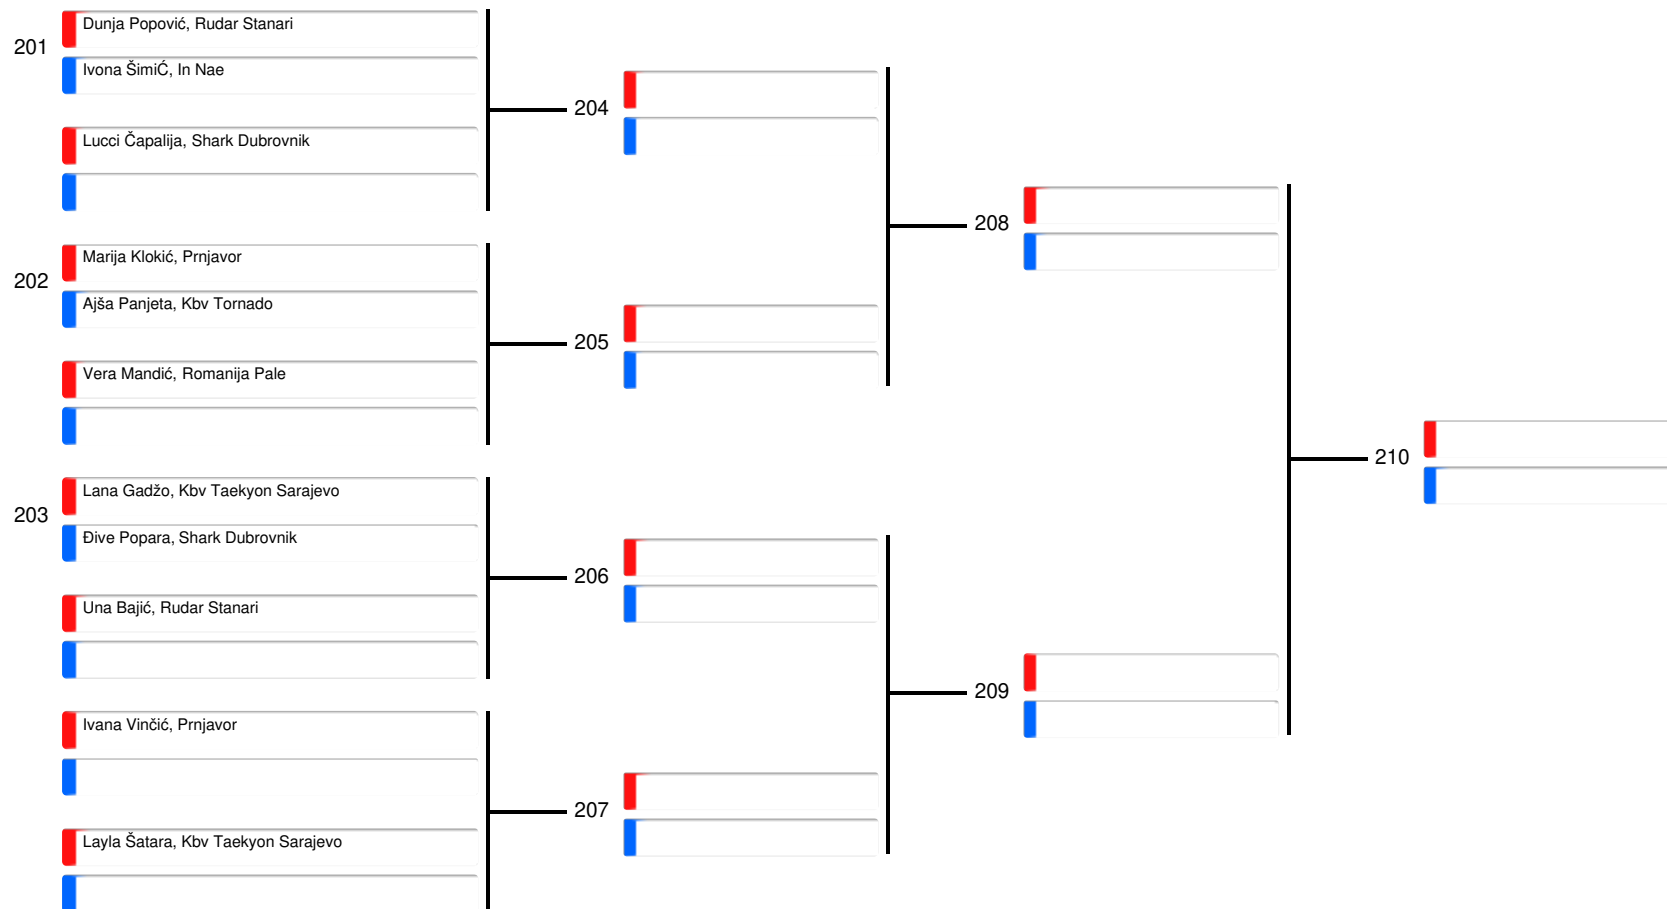 201
Dunja Popović, Rudar Stanari
Ivona ŠimiĆ, In Nae
204
Lucci Čapalija, Shark Dubrovnik
208
202
Marija Klokić, Prnjavor
Ajša Panjeta, Kbv Tornado
205
Vera Mandić, Romanija Pale
210
203
Lana Gadžo, Kbv Taekyon Sarajevo
Đive Popara, Shark Dubrovnik
206
Una Bajić, Rudar Stanari
209
Ivana Vinčić, Prnjavor
207
Layla Šatara, Kbv Taekyon Sarajevo